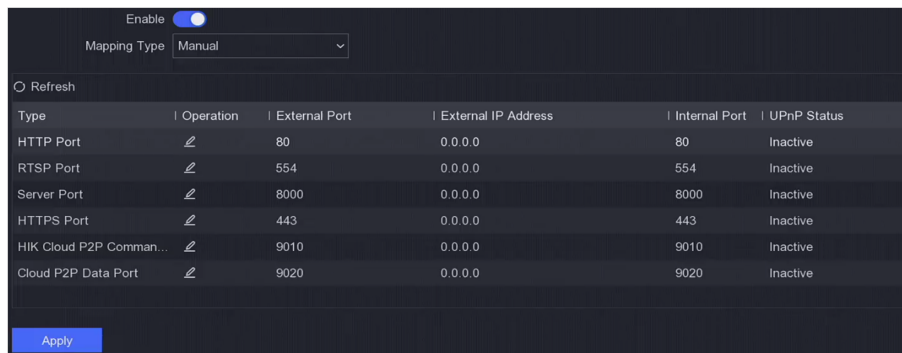 Enable
Mapping Type Manual
Refresh
Type Operation External Port External IP Address Internal Port UPnP Status
HTTP Port 80 0.0.0.0 80 Inactive
RTSP Port 554 0.0.0.0 554 Inactive
Server Port 8000 0.0.0.0 8000 Inactive
HTTPS Port 443 0.0.0.0 443 Inactive
HIK Cloud P2P Comman... 9010 0.0.0.0 9010 Inactive
Cloud P2P Data Port 9020 0.0.0.0 9020 Inactive
Apply